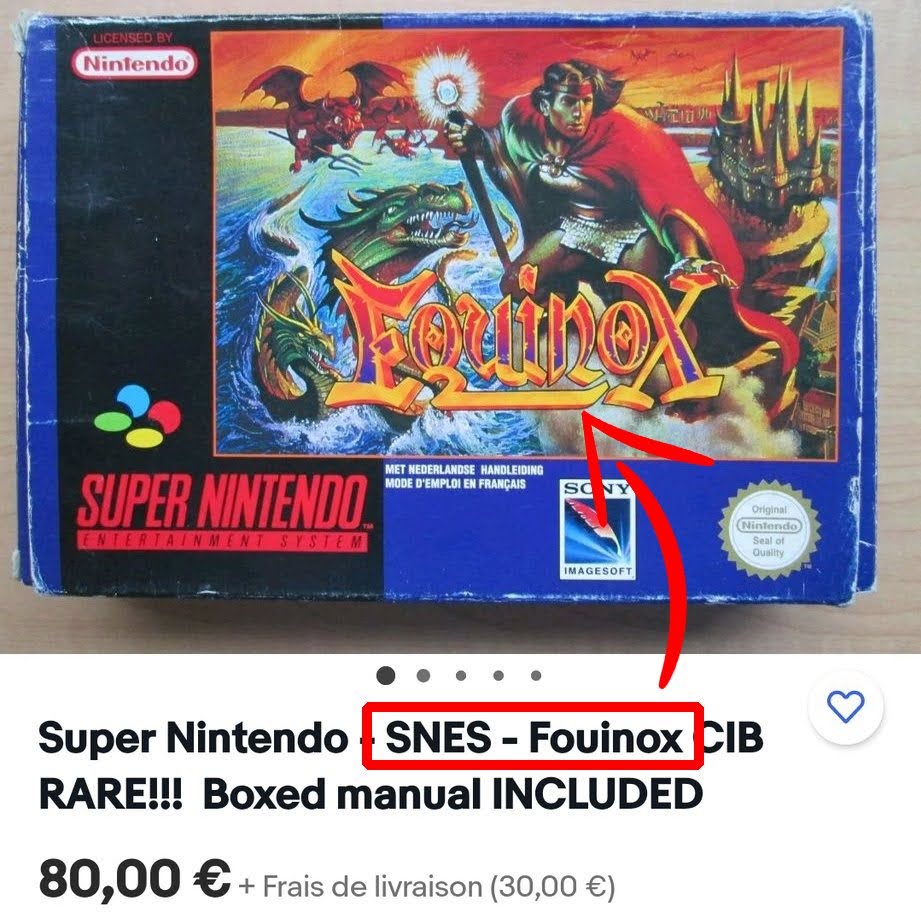 LICENSED BY
Nintendo
EQUINOX
MET NEDERLANDSE HANDLEIDING
MODE D'EMPLOI EN FRANÇAIS
SUPER NINTENDO
ENTERTAINMENT SYSTEM
SONY
IMAGESOFT
Original
Nintendo
Seal of
Quality
Super Nintendo - SNES - Fouinox CIB
RARE!!! Boxed manual INCLUDED
80,00 € + Frais de livraison (30,00 €)